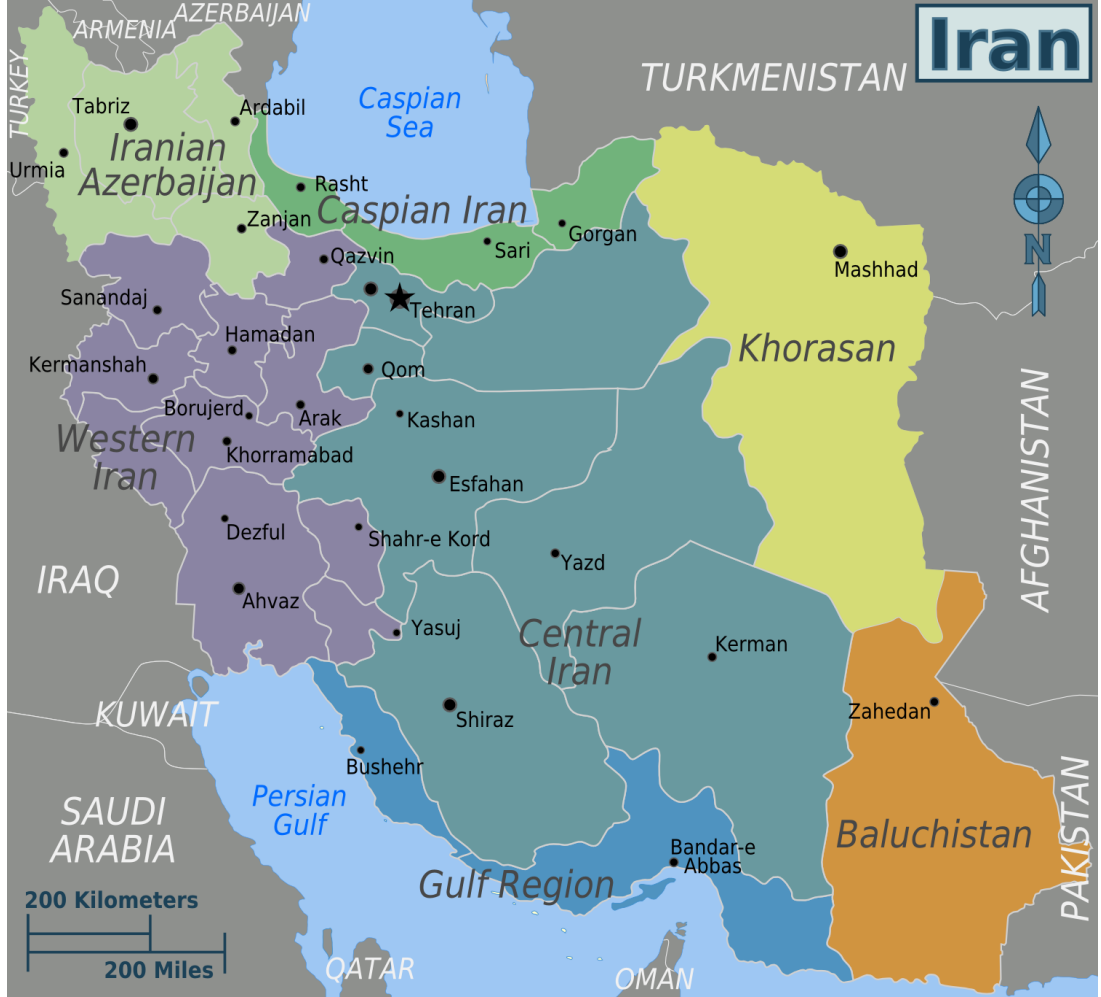 AZERBAIJAN
ARMENIA
Iran
TURKEY
TURKMENISTAN
Caspian
Sea
Tabriz
Ardabil
Iranian
Azerbaijan
Urmia
Rasht
Caspian Iran
Zanjan
Gorgan
Sari
Qazvin
N
Mashhad
Sanandaj
Tehran
Hamadan
Khorasan
Kermanshah
Qom
Borujerd
Arak
Kashan
Western
Iran
Khorramabad
Esfahan
AFGHANISTAN
Dezful
Shahr-e Kord
Yazd
IRAQ
Ahvaz
Yasuj
Central
Iran
Kerman
KUWAIT
Shiraz
Zahedan
Bushehr
Persian
Gulf
SAUDI
ARABIA
Baluchistan
PAKISTAN
Bandar-e
Abbas
Gulf Region
200 Kilometers
200 Miles
QATAR
OMAN